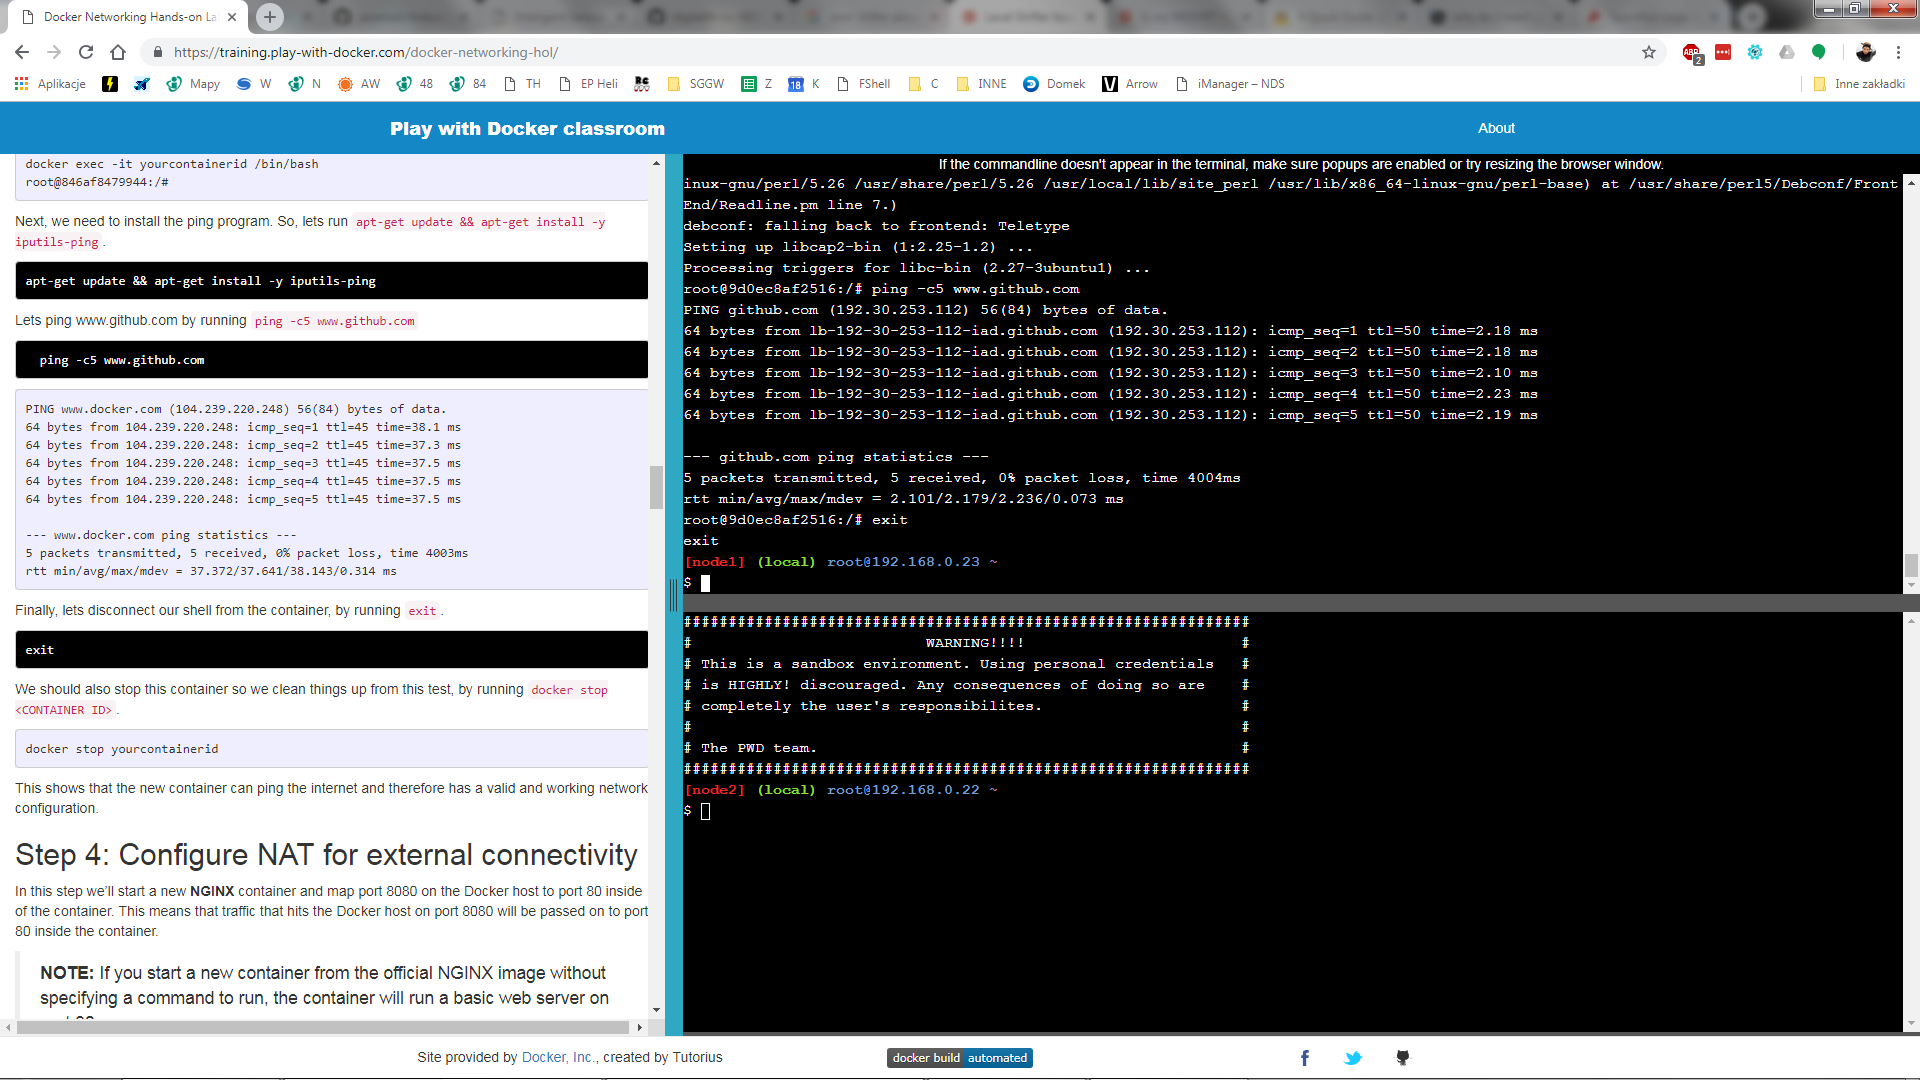 Docker Networking Hands-on La
https://training.play-with-docker.com/docker-networking-hol/
ABP
2
Aplikacje
Mapy
W
N
AW
48
84
TH
EP Heli
RC
SGGW
Z
18
K
FShell
C
INNE
Domek
V
Arrow
iManager – NDS
Inne zakładki
Play with Docker classroom
About
docker exec -it yourcontainerid /bin/bash
root@846af8479944:/#
Next, we need to install the ping program. So, lets run apt-get update && apt-get install -y
iputils-ping.
apt-get update && apt-get install -y iputils-ping
Lets ping www.github.com by running ping -c5 www.github.com
ping -c5 www.github.com
PING www.docker.com (104.239.220.248) 56(84) bytes of data.
64 bytes from 104.239.220.248: icmp_seq=1 ttl=45 time=38.1 ms
64 bytes from 104.239.220.248: icmp_seq=2 ttl=45 time=37.3 ms
64 bytes from 104.239.220.248: icmp_seq=3 ttl=45 time=37.5 ms
64 bytes from 104.239.220.248: icmp_seq=4 ttl=45 time=37.5 ms
64 bytes from 104.239.220.248: icmp_seq=5 ttl=45 time=37.5 ms
--- www.docker.com ping statistics ---
5 packets transmitted, 5 received, 0% packet loss, time 4003ms
rtt min/avg/max/mdev = 37.372/37.641/38.143/0.314 ms
Finally, lets disconnect our shell from the container, by running exit.
exit
We should also stop this container so we clean things up from this test, by running docker stop
<CONTAINER ID>.
docker stop yourcontainerid
This shows that the new container can ping the internet and therefore has a valid and working network
configuration.
Step 4: Configure NAT for external connectivity
In this step we'll start a new NGINX container and map port 8080 on the Docker host to port 80 inside
of the container. This means that traffic that hits the Docker host on port 8080 will be passed on to port
80 inside the container.
NOTE: If you start a new container from the official NGINX image without
specifying a command to run, the container will run a basic web server on
If the commandline doesn't appear in the terminal, make sure popups are enabled or try resizing the browser window.
inux-gnu/perl/5.26 /usr/share/perl/5.26 /usr/local/lib/site_perl /usr/lib/x86_64-linux-gnu/perl-base) at /usr/share/perl5/Debconf/Front
End/Readline.pm line 7.)
debconf: falling back to frontend: Teletype
Setting up libcap2-bin (1:2.25-1.2) ...
Processing triggers for libc-bin (2.27-3ubuntu1) ...
root@9d0ec8af2516:/# ping -c5 www.github.com
PING github.com (192.30.253.112) 56(84) bytes of data.
64 bytes from lb-192-30-253-112-iad.github.com (192.30.253.112): icmp_seq=1 ttl=50 time=2.18 ms
64 bytes from lb-192-30-253-112-iad.github.com (192.30.253.112): icmp_seq=2 ttl=50 time=2.18 ms
64 bytes from lb-192-30-253-112-iad.github.com (192.30.253.112): icmp_seq=3 ttl=50 time=2.10 ms
64 bytes from lb-192-30-253-112-iad.github.com (192.30.253.112): icmp_seq=4 ttl=50 time=2.23 ms
64 bytes from lb-192-30-253-112-iad.github.com (192.30.253.112): icmp_seq=5 ttl=50 time=2.19 ms
--- github.com ping statistics ---
5 packets transmitted, 5 received, 0% packet loss, time 4004ms
rtt min/avg/max/mdev = 2.101/2.179/2.236/0.073 ms
root@9d0ec8af2516:/# exit
exit
[node1] (local) root@192.168.0.23 ~
$
###############################################################
# WARNING!!!! #
# This is a sandbox environment. Using personal credentials #
# is HIGHLY! discouraged. Any consequences of doing so are #
# completely the user's responsibilites. #
# #
# The PWD team. #
###############################################################
[node2] (local) root@192.168.0.22 ~
$
Site provided by Docker, Inc., created by Tutorius
docker build automated